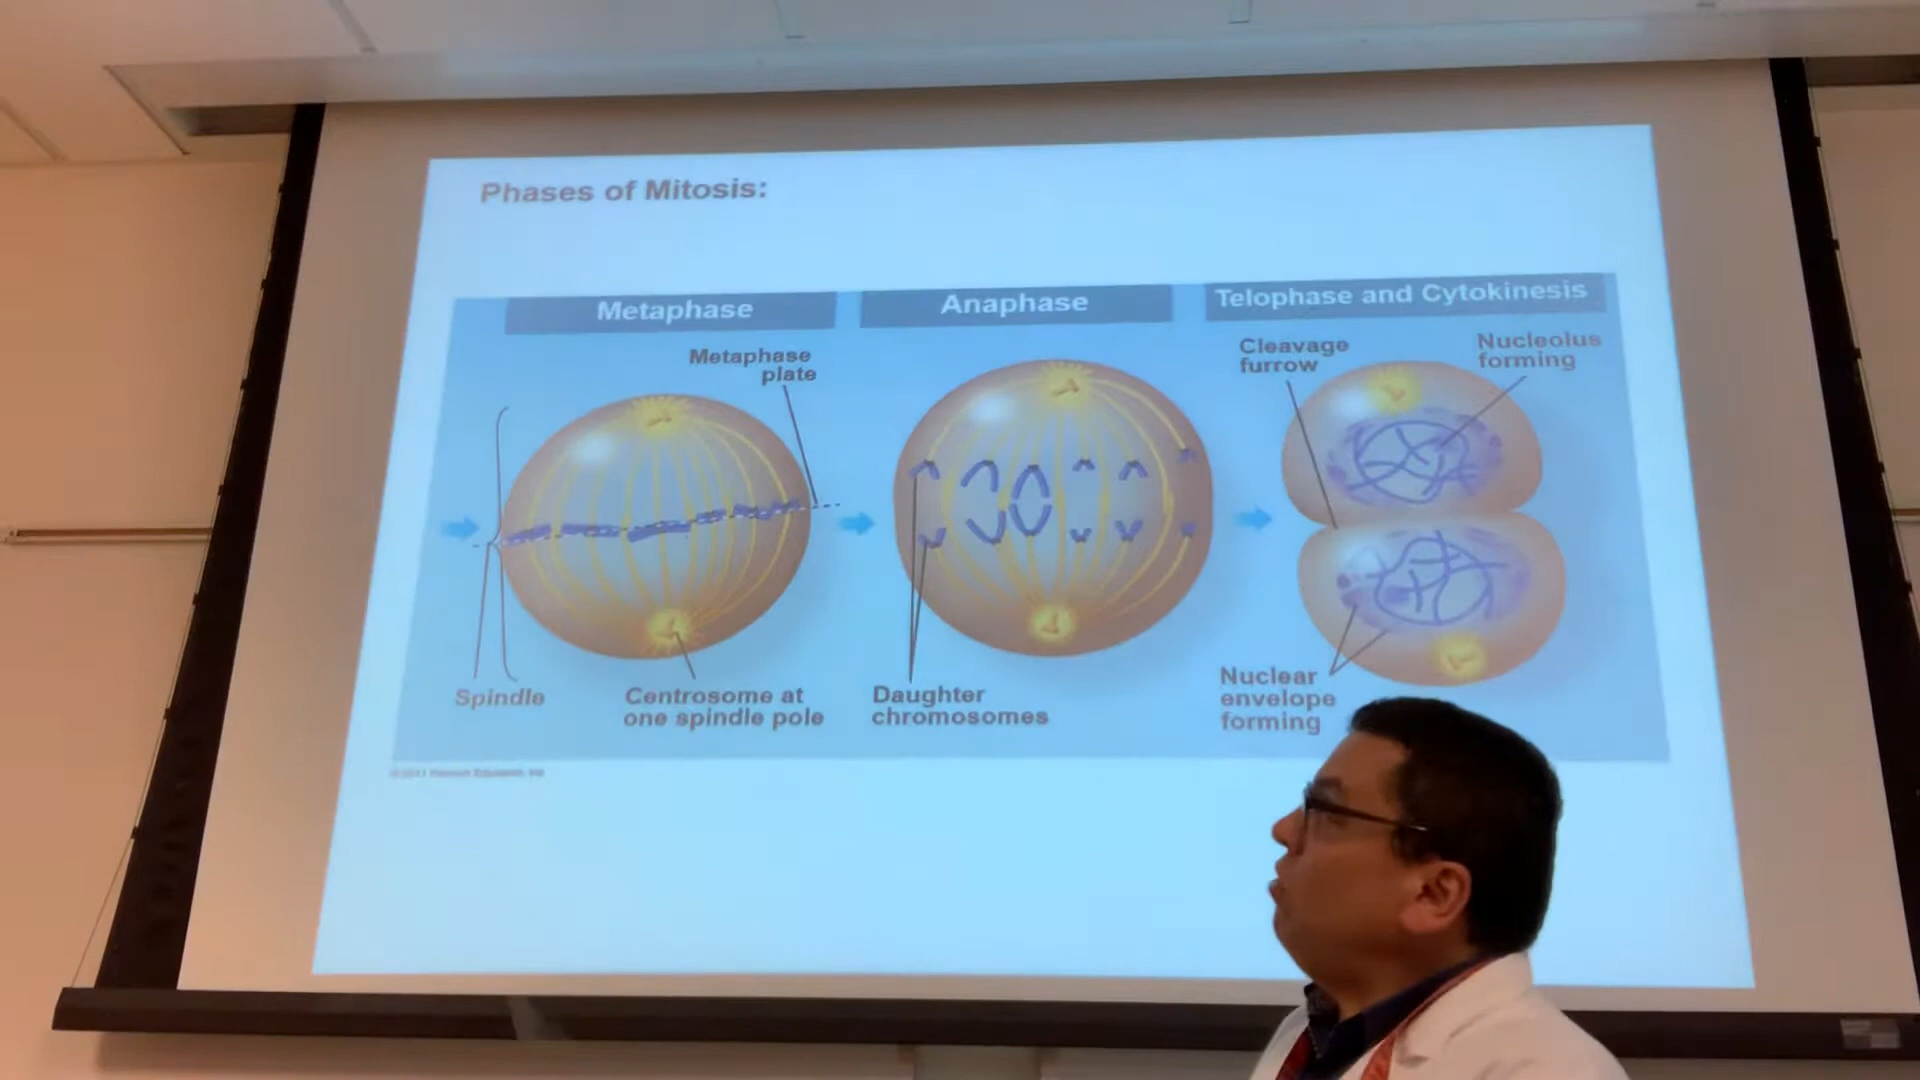 Phases of Mitosis:
Metaphase
Anaphase
Telophase and Cytokinesis
Metaphase
plate
Cleavage
furrow
Nucleolus
forming
Spindle
Centrosome at
one spindle pole
Daughter
chromosomes
Nuclear
envelope
forming